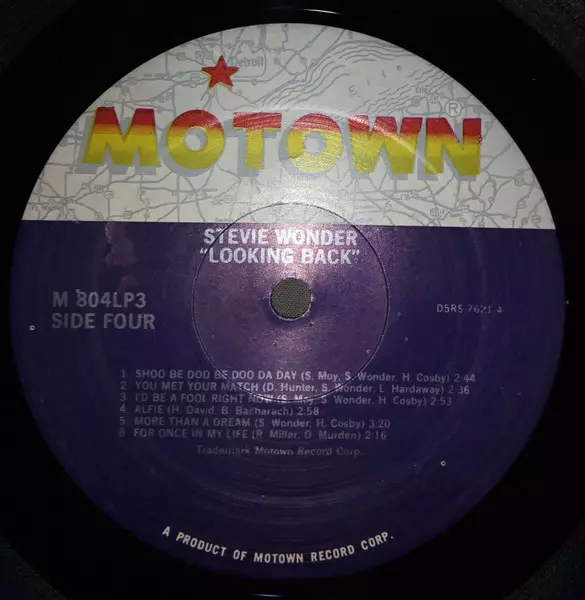 Detroit
Erie
MOTOWN®
STEVIE WONDER
"LOOKING BACK"
M 804LP3
SIDE FOUR
D5RS-7621-4
1 SHOO BE DOO BE DOO DA DAY (S. Moy, S. Wonder, H. Cosby) 2:44
2 YOU MET YOUR MATCH (D. Hunter, S. Wonder, L. Hardaway) 2:36
3 I'D BE A FOOL RIGHT NOW (S. Moy, S. Wonder, H. Cosby) 2:53
4 ALFIE (H. David, B. Bacharach) 2:58
5 MORE THAN A DREAM (S. Wonder, H. Cosby) 3:20
6 FOR ONCE IN MY LIFE (R. Miller, O. Murden) 2:16
Trademark Motown Record Corp.
A PRODUCT OF MOTOWN RECORD CORP.